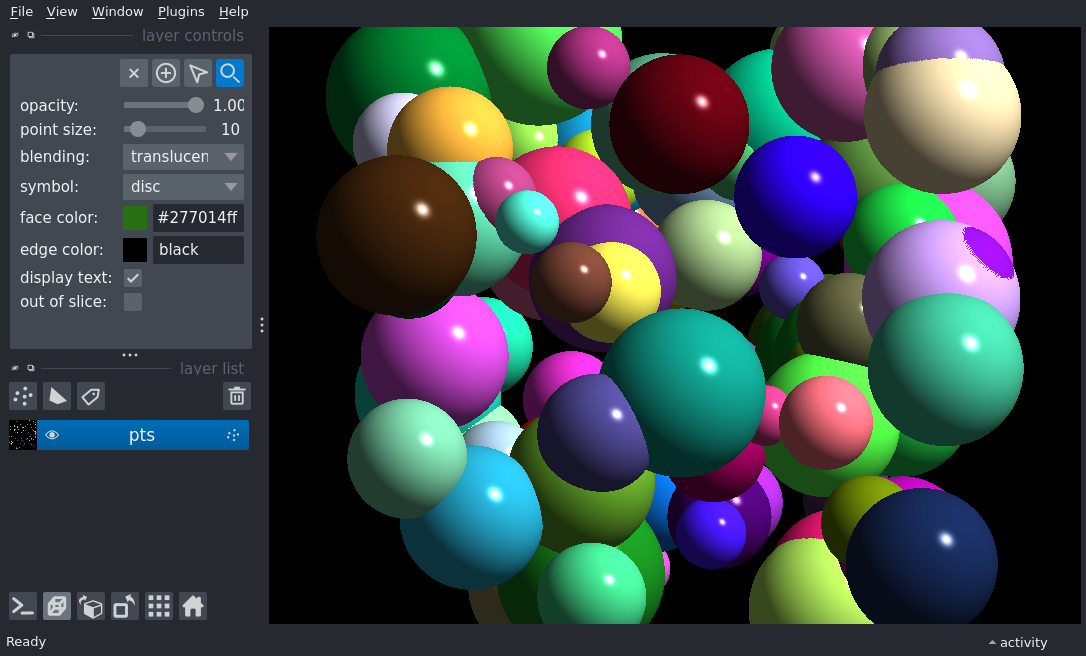 File View Window Plugins Help
layer controls
opacity: 1.00
point size: 10
blending: translucen
symbol: disc
face color: #277014ff
edge color: black
display text:
out of slice:
layer list
pts
Ready
activity